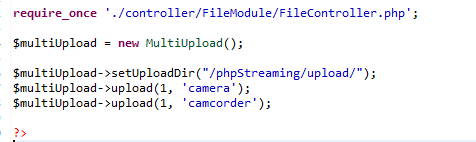 require_once './controller/FileModule/FileController.php';
$multiUpload = new MultiUpload();
$multiUpload->setUploadDir("/phpStreaming/upload/");
$multiUpload->upload(1, 'camera');
$multiUpload->upload(1, 'camcorder');
?>